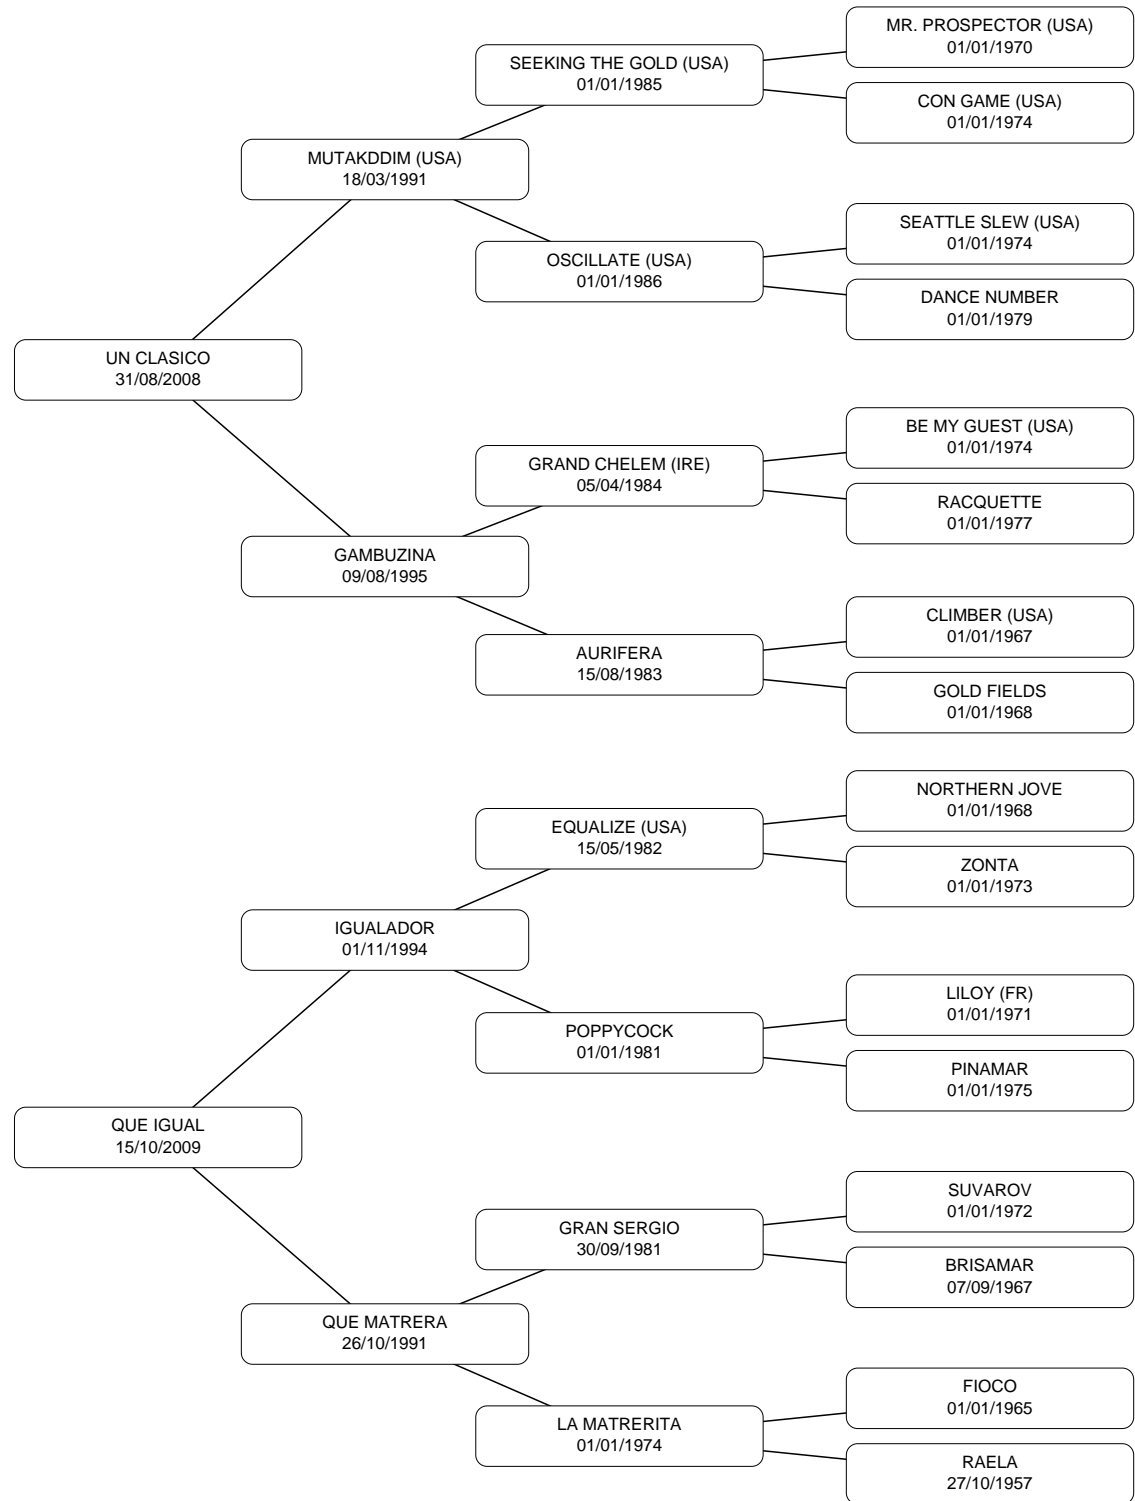 MR. PROSPECTOR (USA)
01/01/1970
SEEKING THE GOLD (USA)
01/01/1985
CON GAME (USA)
01/01/1974
MUTAKDDIM (USA)
18/03/1991
SEATTLE SLEW (USA)
01/01/1974
OSCILLATE (USA)
01/01/1986
DANCE NUMBER
01/01/1979
UN CLASICO
31/08/2008
BE MY GUEST (USA)
01/01/1974
GRAND CHELEM (IRE)
05/04/1984
RACQUETTE
01/01/1977
GAMBUZINA
09/08/1995
CLIMBER (USA)
01/01/1967
AURIFERA
15/08/1983
GOLD FIELDS
01/01/1968
NORTHERN JOVE
01/01/1968
EQUALIZE (USA)
15/05/1982
ZONTA
01/01/1973
IGUALADOR
01/11/1994
LILOY (FR)
01/01/1971
POPPYCOCK
01/01/1981
PINAMAR
01/01/1975
QUE IGUAL
15/10/2009
SUVAROV
01/01/1972
GRAN SERGIO
30/09/1981
BRISAMAR
07/09/1967
QUE MATRERA
26/10/1991
FIOCO
01/01/1965
LA MATRERITA
01/01/1974
RAELA
27/10/1957